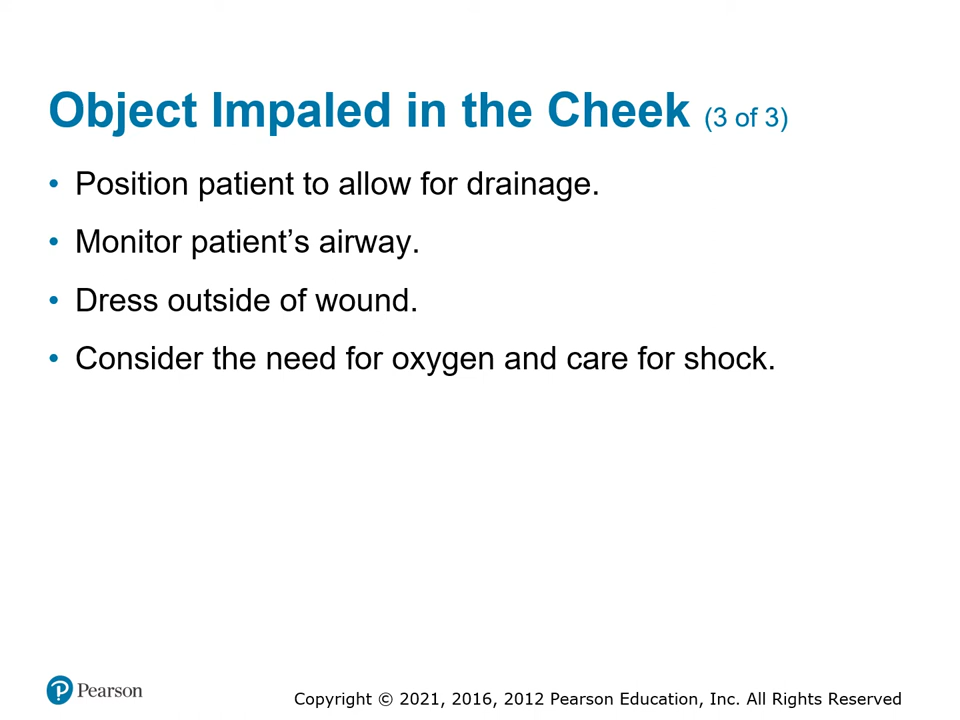 Object Impaled in the Cheek (3 of 3)
• Position patient to allow for drainage.
• Monitor patient’s airway.
• Dress outside of wound.
• Consider the need for oxygen and care for shock.
Pearson
Copyright © 2021, 2016, 2012 Pearson Education, Inc. All Rights Reserved